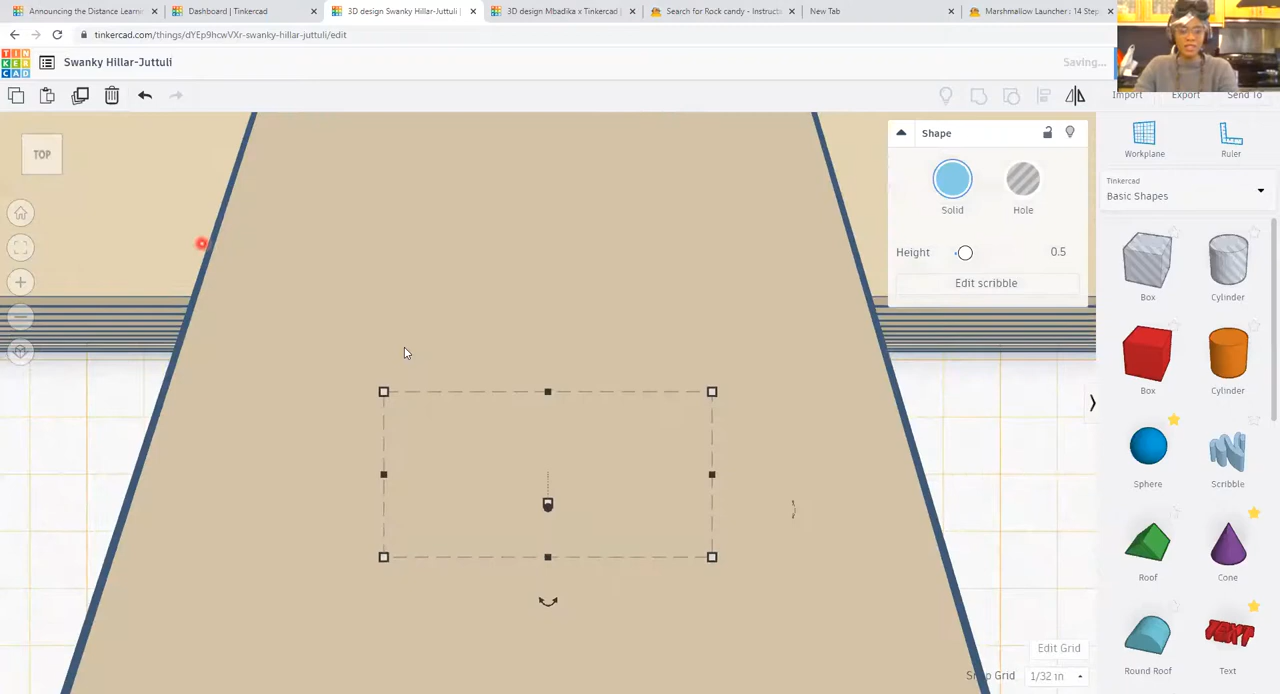 Announcing the Distance Learni
Dashboard | Tinkercad
3D design Swanky Hillar-Juttuli |
3D design Mbadika x Tinkercad |
Search for Rock candy - Instructa
New Tab
Marshmallow Launcher : 14 Step
tinkercad.com/things/dYEp9hcwVXr-swanky-hillar-juttuli/edit
TIN
KER
CAD
Swanky Hillar-Juttuli
Saving...
Import
Export
Send To
TOP
Shape
Solid
Hole
Height
0.5
Edit scribble
Workplane
Ruler
Tinkercad
Basic Shapes
Box
Cylinder
Box
Cylinder
Sphere
Scribble
Roof
Cone
TEXT
Round Roof
Text
Edit Grid
Snap Grid
1/32 in